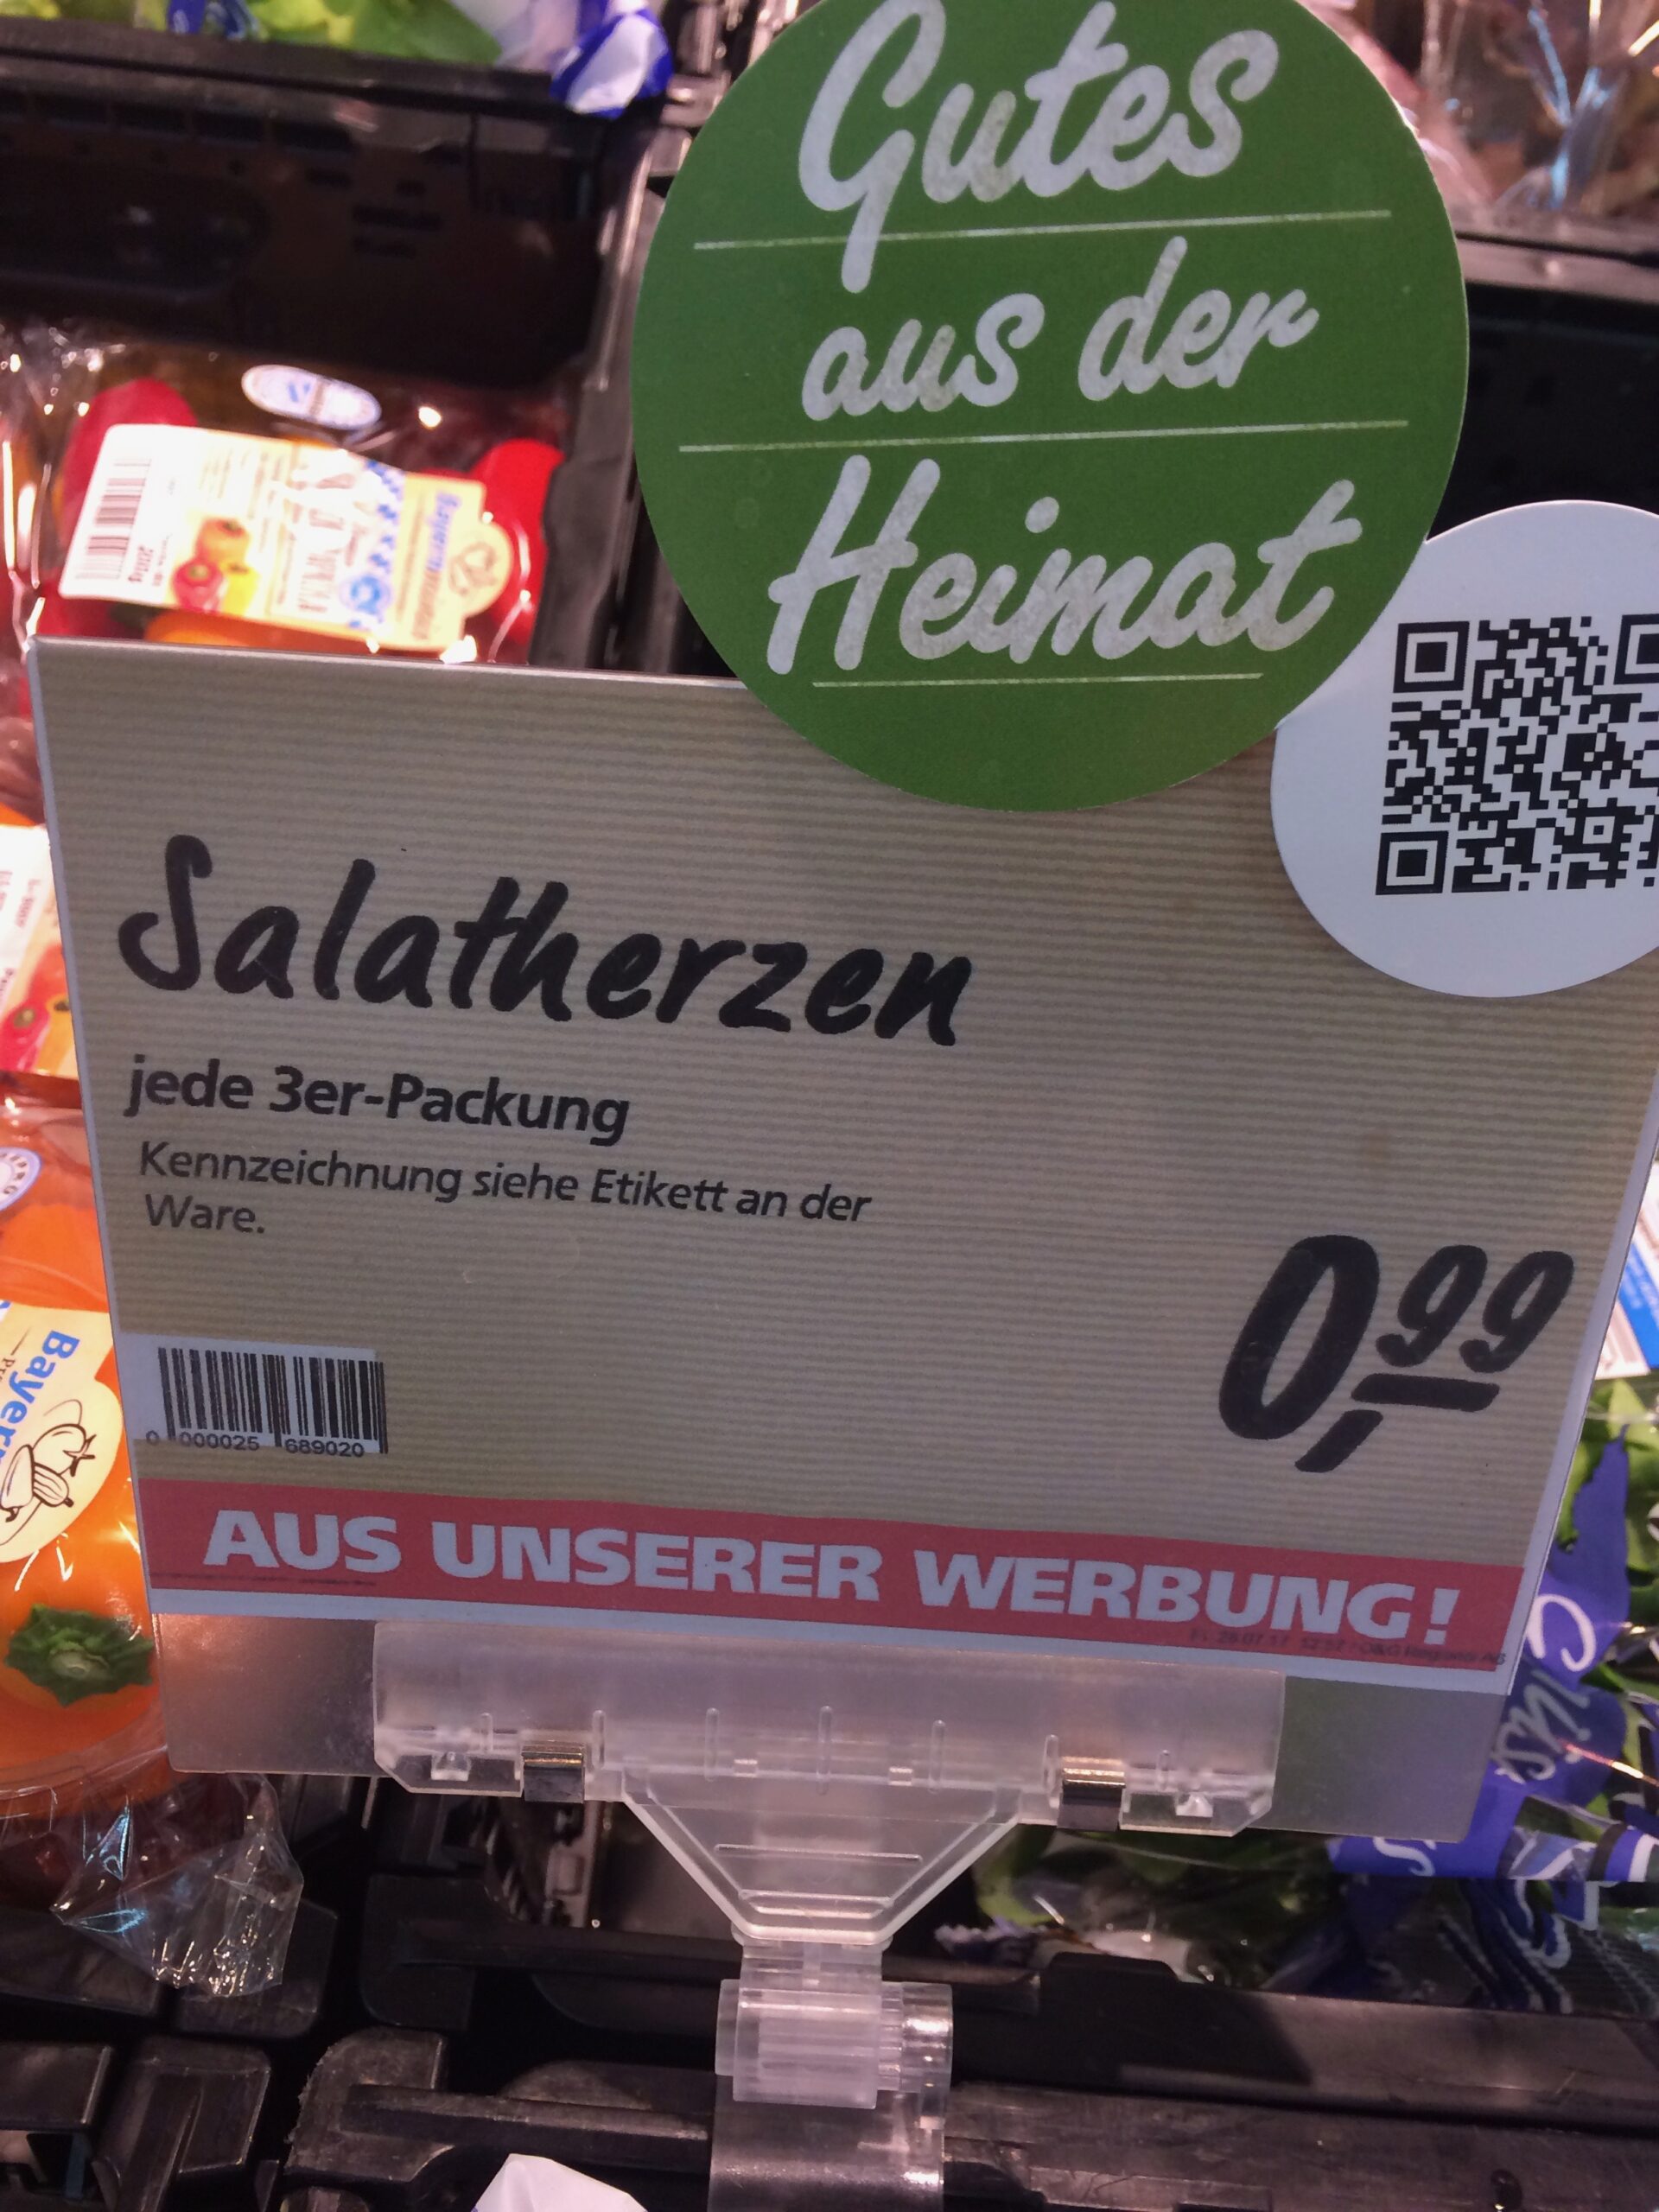 Gutes
aus der
Heimat
Salatherzen
jede 3er-Packung
Kennzeichnung siehe Etikett an der
Ware.
0,99
0 000025 689020
AUS UNSERER WERBUNG!
Bayern